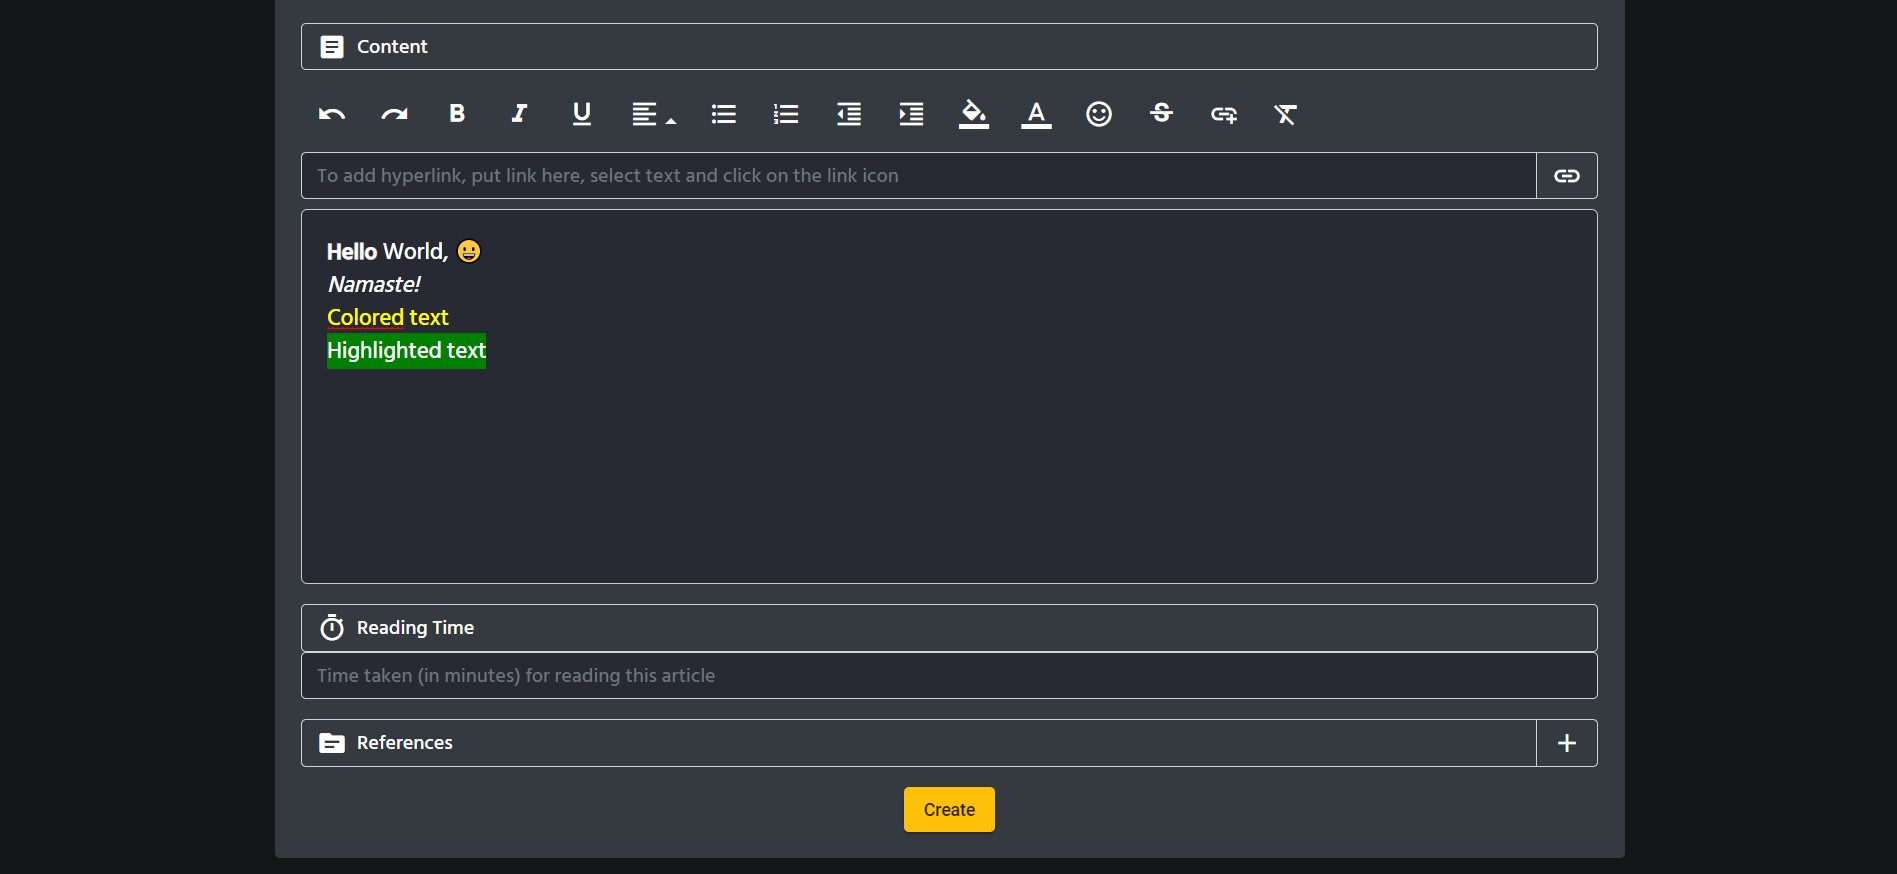 Content
B I U A S
To add hyperlink, put link here, select text and click on the link icon
Hello World, 😀
Namaste!
Colored text
Highlighted text
Reading Time
Time taken (in minutes) for reading this article
References
Create